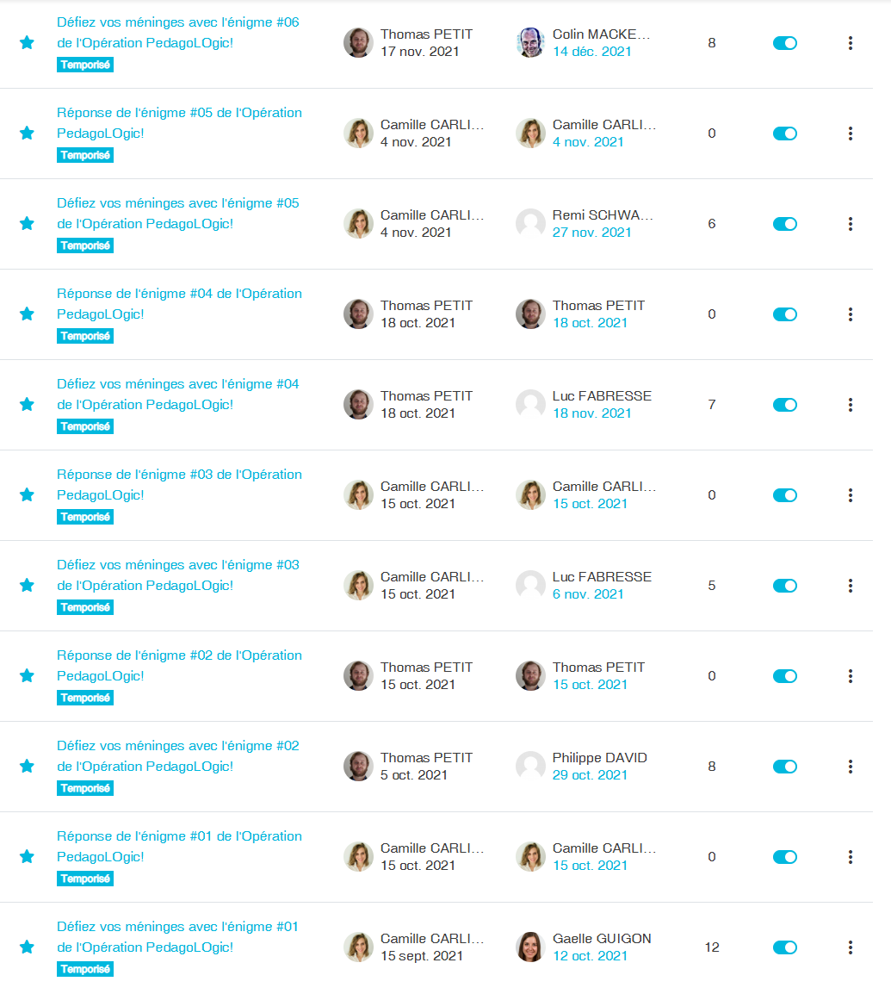 Défiez vos méninges avec l'énigme #06
de l'Opération PedagoLOgic!
Temporisé
Thomas PETIT
17 nov. 2021
Colin MACKE…
14 déc. 2021
8
Réponse de l'énigme #05 de l'Opération
PedagoLOgic!
Temporisé
Camille CARLI…
4 nov. 2021
Camille CARLI…
4 nov. 2021
0
Défiez vos méninges avec l'énigme #05
de l'Opération PedagoLOgic!
Temporisé
Camille CARLI…
4 nov. 2021
Remi SCHWA…
27 nov. 2021
6
Réponse de l'énigme #04 de l'Opération
PedagoLOgic!
Temporisé
Thomas PETIT
18 oct. 2021
Thomas PETIT
18 oct. 2021
0
Défiez vos méninges avec l'énigme #04
de l'Opération PedagoLOgic!
Temporisé
Thomas PETIT
18 oct. 2021
Luc FABRESSE
18 nov. 2021
7
Réponse de l'énigme #03 de l'Opération
PedagoLOgic!
Temporisé
Camille CARLI…
15 oct. 2021
Camille CARLI…
15 oct. 2021
0
Défiez vos méninges avec l'énigme #03
de l'Opération PedagoLOgic!
Temporisé
Camille CARLI…
15 oct. 2021
Luc FABRESSE
6 nov. 2021
5
Réponse de l'énigme #02 de l'Opération
PedagoLOgic!
Temporisé
Thomas PETIT
15 oct. 2021
Thomas PETIT
15 oct. 2021
0
Défiez vos méninges avec l'énigme #02
de l'Opération PedagoLOgic!
Temporisé
Thomas PETIT
5 oct. 2021
Philippe DAVID
29 oct. 2021
8
Réponse de l'énigme #01 de l'Opération
PedagoLOgic!
Temporisé
Camille CARLI…
15 oct. 2021
Camille CARLI…
15 oct. 2021
0
Défiez vos méninges avec l'énigme #01
de l'Opération PedagoLOgic!
Temporisé
Camille CARLI…
15 sept. 2021
Gaelle GUIGON
12 oct. 2021
12